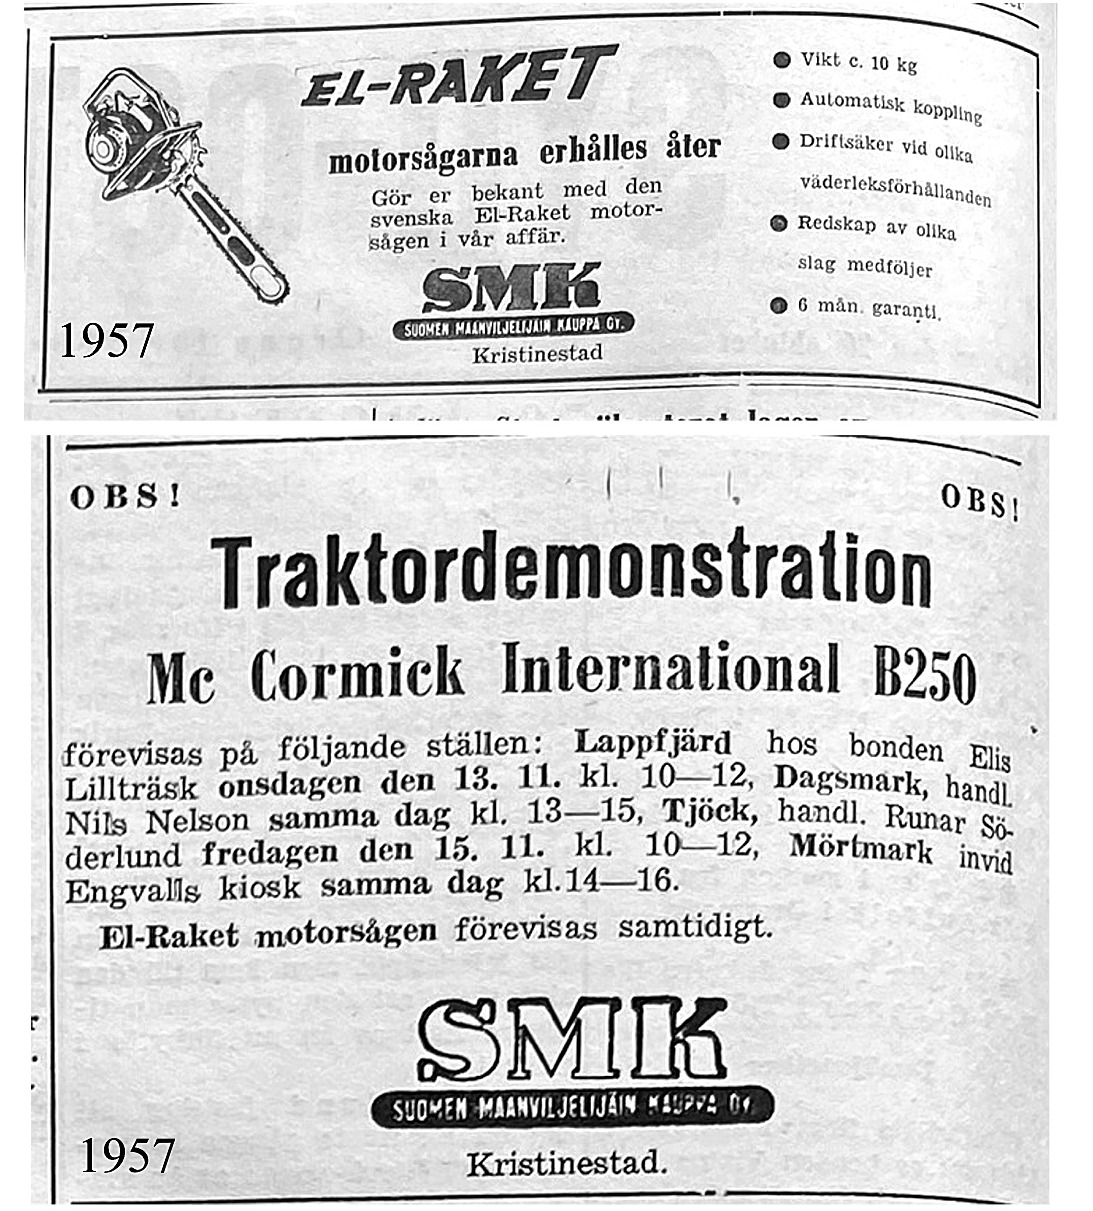 EL-RAKET
motorsågarna erhålles åter
Gör er bekant med den
svenska El-Raket motor-
sågen i vår affär.
SMK
SUOMEN MAANVILJELIJÄIN KAUPPA OY.
Kristinestad
● Vikt c. 10 kg
● Automatisk koppling
● Driftsäker vid olika
väderleksförhållanden
● Redskap av olika
slag medföljer
● 6 mån. garanti.
1957
OBS! OBS!
Traktordemonstration
Mc Cormick International B250
förevisas på följande ställen: Lappfjärd hos bonden Elis
Lillträsk onsdagen den 13. 11. kl. 10—12, Dagsmark, handl.
Nils Nelson samma dag kl. 13—15, Tjöck, handl. Runar Sö-
derlund fredagen den 15. 11. kl. 10—12, Mörtmark invid
Engvalls kiosk samma dag kl. 14—16.
El-Raket motorsågen förevisas samtidigt.
SMK
SUOMEN MAANVILJELIJÄIN KAUPPA OY
Kristinestad.
1957